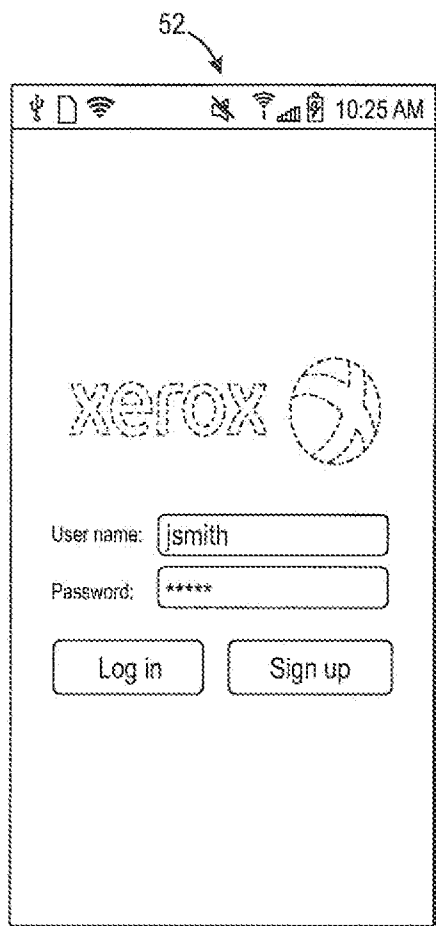 52
10:25 AM
xerox
User name: jsmith
Password: *****
Log in Sign up